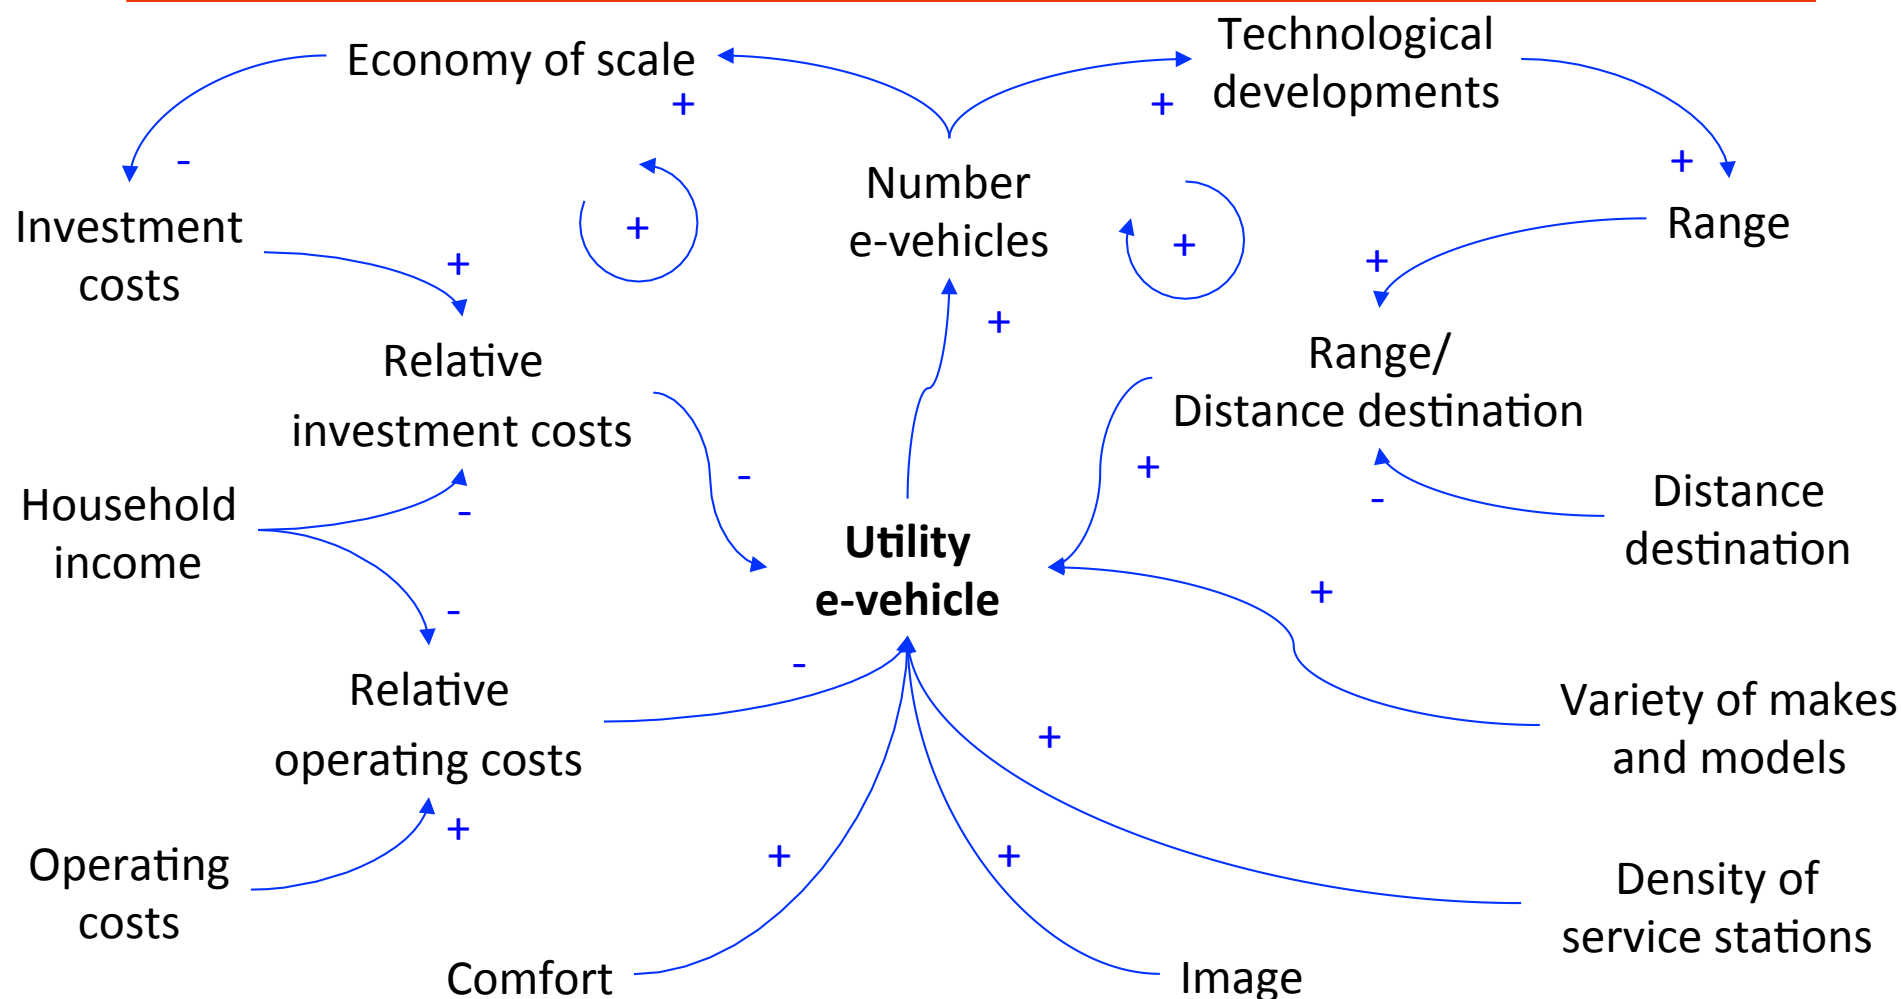 Economy of scale
Technological
developments
+
+
-
+
Number
e-vehicles
Investment
costs
Range
+
+
+
+
+
Relative
investment costs
Range/
Distance destination
-
+
Household
income
-
-
Distance
destination
Utility
e-vehicle
-
+
-
Relative
operating costs
Variety of makes
and models
+
+
Operating
costs
+
+
Density of
service stations
Comfort
Image